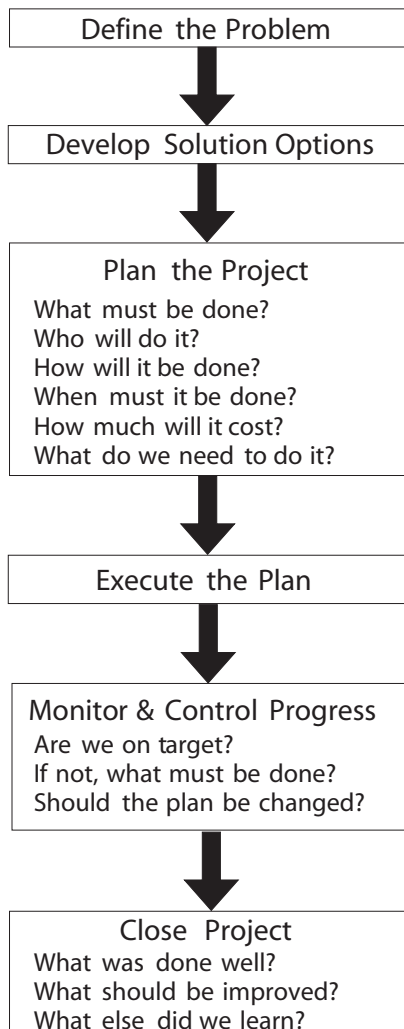 Define the Problem
Develop Solution Options
Plan the Project
What must be done?
Who will do it?
How will it be done?
When must it be done?
How much will it cost?
What do we need to do it?
Execute the Plan
Monitor & Control Progress
Are we on target?
If not, what must be done?
Should the plan be changed?
Close Project
What was done well?
What should be improved?
What else did we learn?